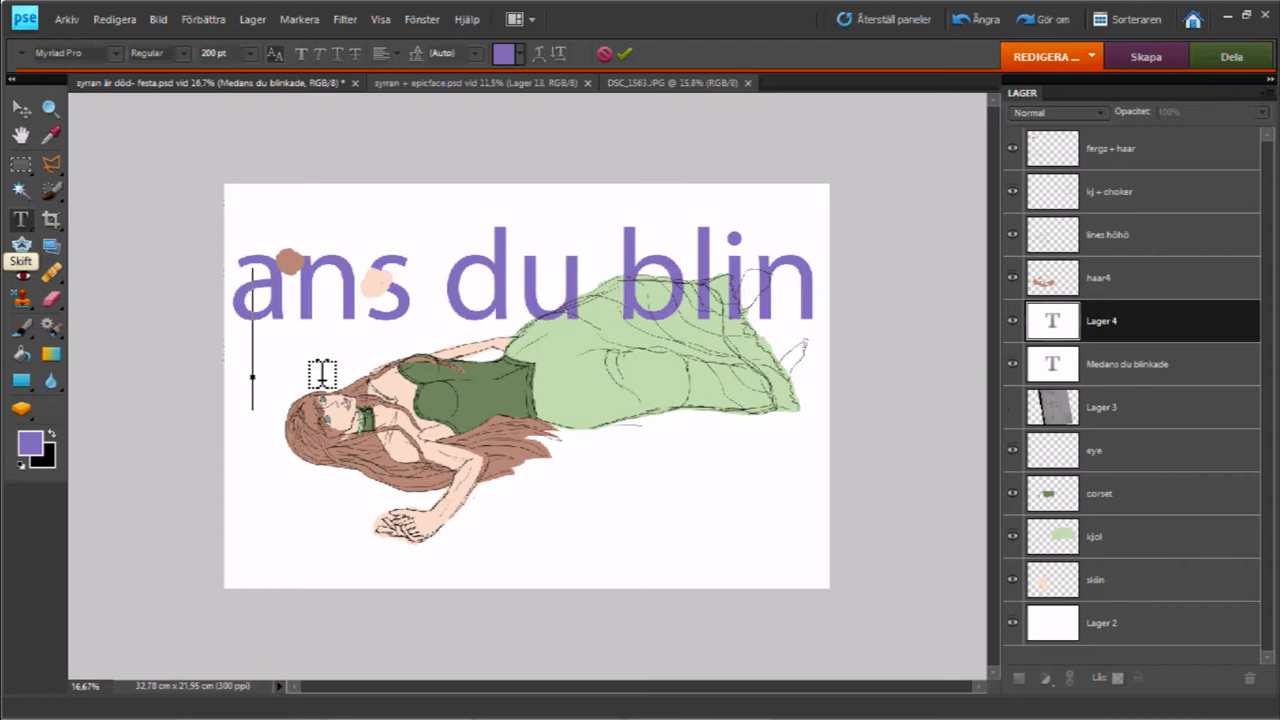 pse Arkiv Redigera Bild Förbättra Lager Markera Filter Visa Fönster Hjälp Återställ paneler Ångra Gör om Sorteraren
Myriad Pro Regular 200 pt (Auto) REDIGERA ... Skapa Dela
syrran är död- festa.psd vid 16,7% (Medans du blinkade, RGB/8) * syrran + epicface.psd vid 11,5% (Lager 13, RGB/8) DSC_1563.JPG @ 15,8% (RGB/8)
LAGER
Normal Opacitet: 100%
fergz + haar
kj + choker
lines höhö
haar4
Lager 4
Medans du blinkade
Lager 3
eye
corset
kjol
skiin
Lager 2
Lås:
Skift
ans du blin
T
T
16,67% 32,78 cm x 21,95 cm (300 ppi)